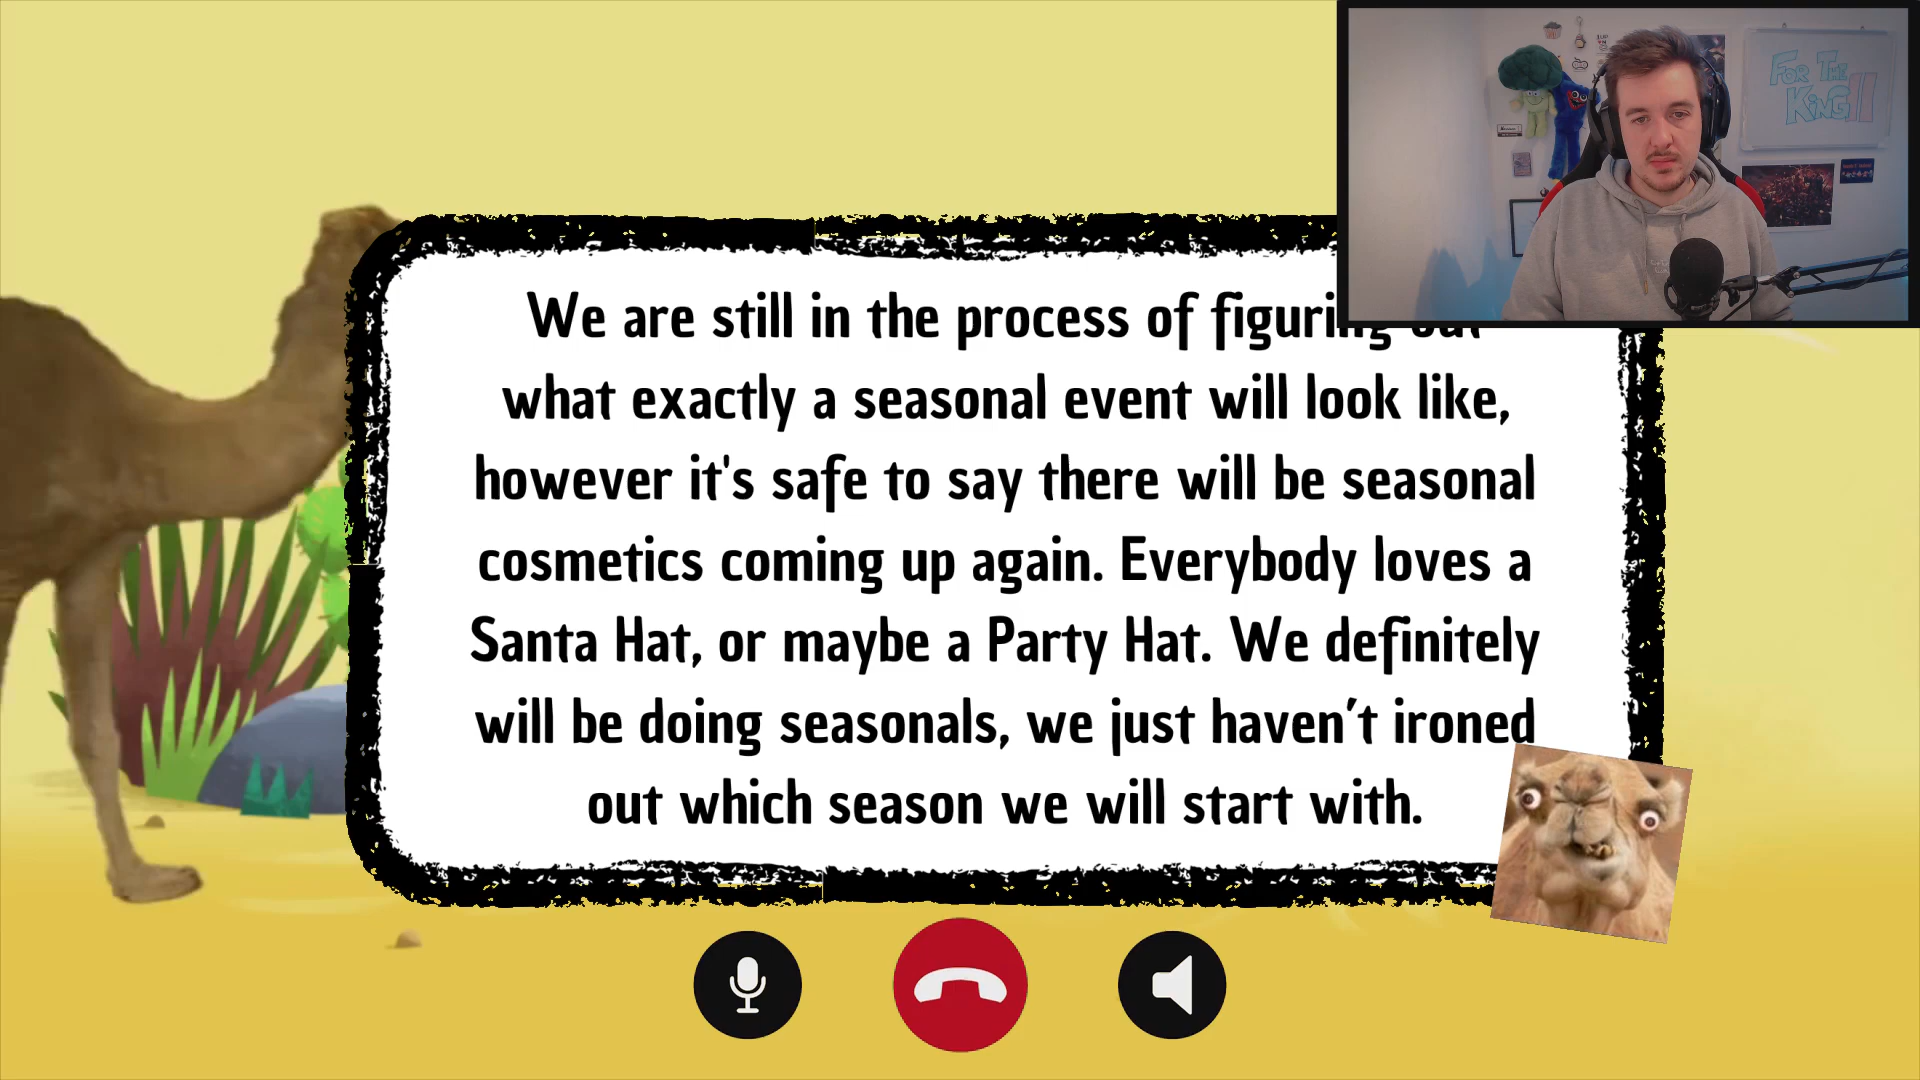 We are still in the process of figuring out
what exactly a seasonal event will look like,
however it's safe to say there will be seasonal
cosmetics coming up again. Everybody loves a
Santa Hat, or maybe a Party Hat. We definitely
will be doing seasonals, we just haven't ironed
out which season we will start with.
FOR THE
KING II